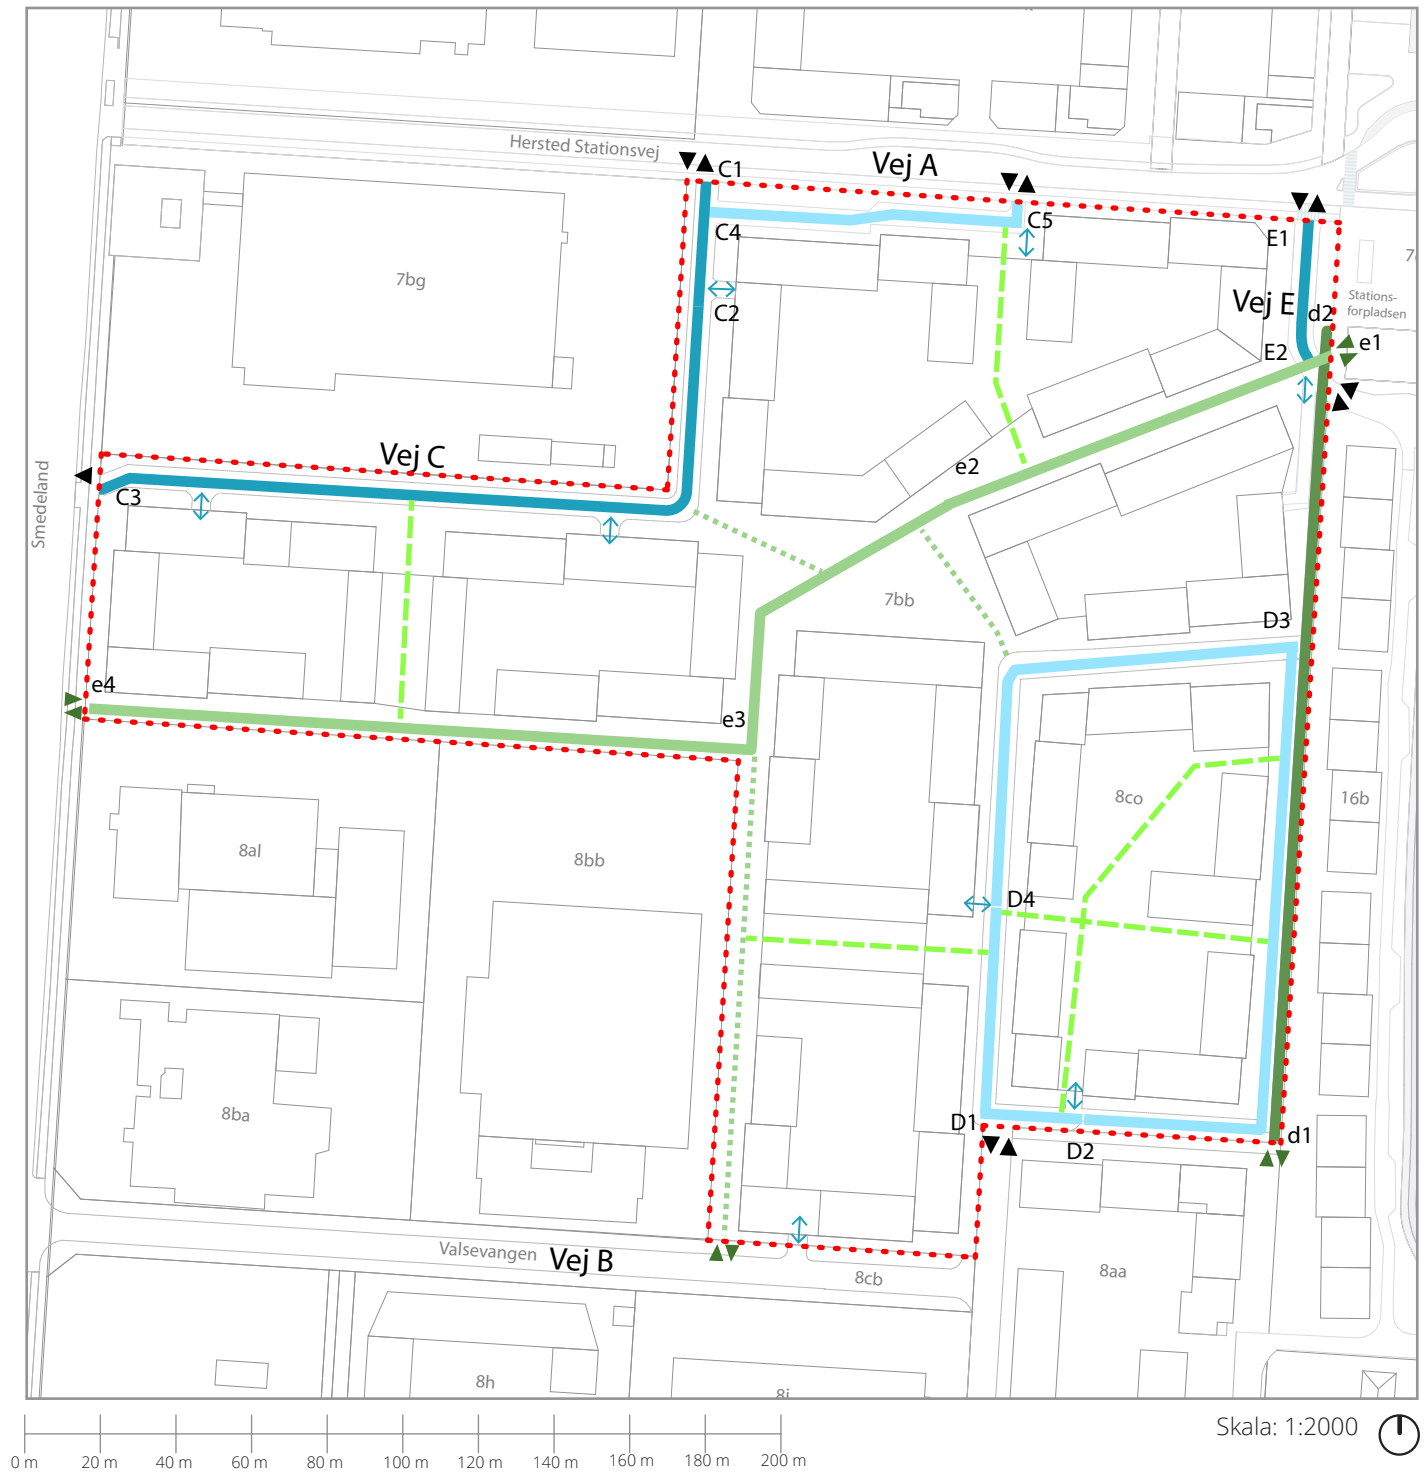 Hersted Stationsvej
Vej A
C1
C5
C4
E1
7bg
Vej E
Stations-
forpladsen
C2
d2
e1
E2
Vej C
e2
C3
Smedeland
7bb
D3
e4
e3
8co
16b
8al
8bb
D4
8ba
D1
D2
d1
Valsevangen
Vej B
8cb
8aa
8h
Skala: 1:2000
0 m
20 m
40 m
60 m
80 m
100 m
120 m
140 m
160 m
180 m
200 m